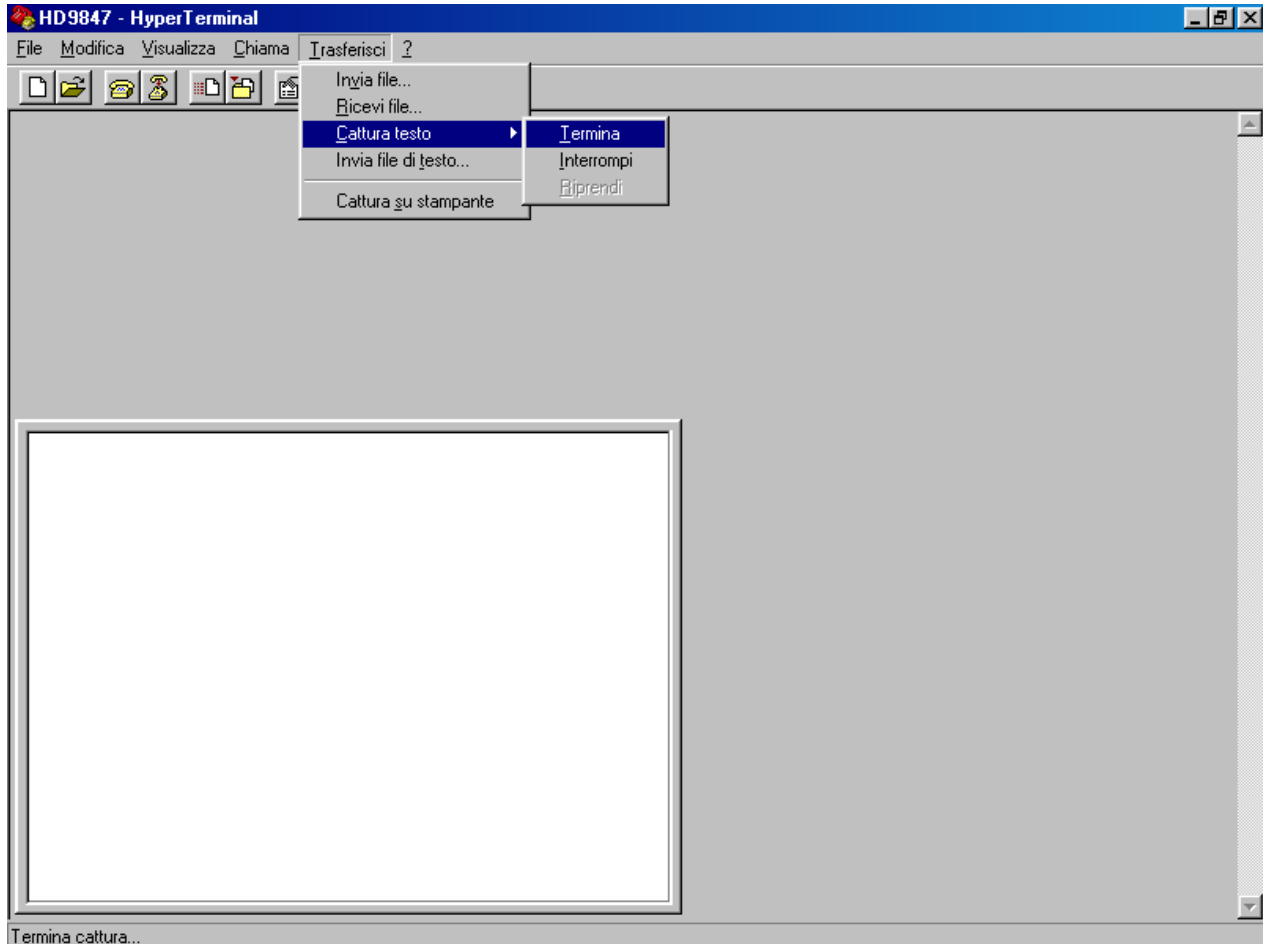 HD9847 - HyperTerminal
File Modifica Visualizza Chiama Trasferisci ?
Invia file...
Ricevi file...
Cattura testo
Invia file di testo...
Cattura su stampante
Termina
Interrompi
Riprendi
Termina cattura...